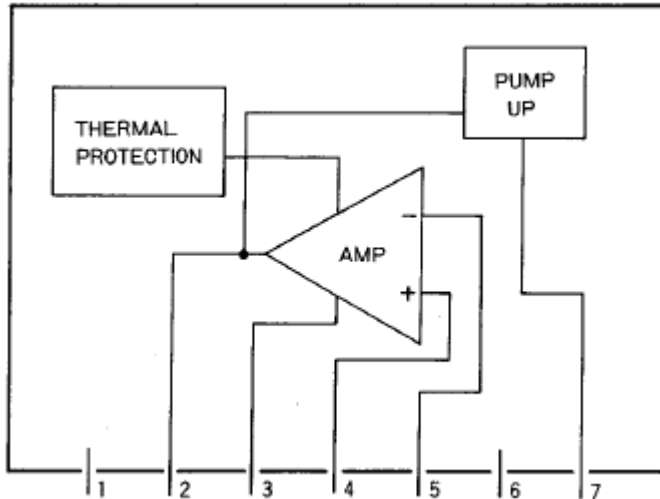 PUMP
UP
THERMAL
PROTECTION
−
AMP
+
1 2 3 4 5 6 7